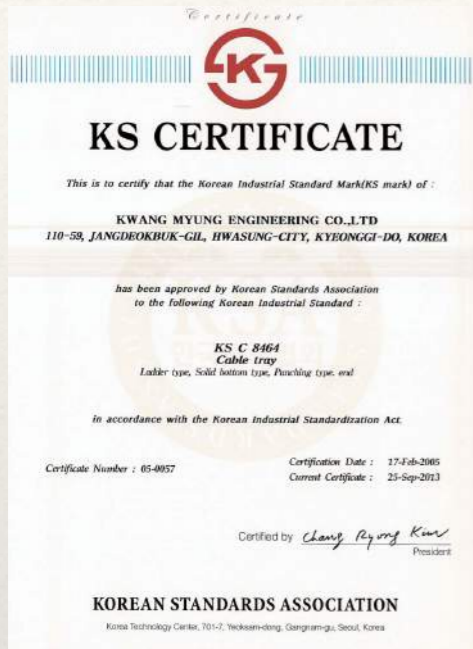 Certificate
KS CERTIFICATE
This is to certify that the Korean Industrial Standard Mark(KS mark) of :
KWANG MYUNG ENGINEERING CO.,LTD
110-59, JANGDEOKBUK-GIL, HWASUNG-CITY, KYEONGGI-DO, KOREA
has been approved by Korean Standards Association
to the following Korean Industrial Standard :
KS C 8464
Cable tray
Ladder type, Solid bottom type, Punching type. end
in accordance with the Korean Industrial Standardization Act.
Certificate Number : 05-0057
Certification Date : 17-Feb-2005
Current Certificate : 25-Sep-2013
Certified by Chang Ryong Kim
President
KOREAN STANDARDS ASSOCIATION
Korea Technology Center, 701-7, Yeoksam-dong, Gangnam-gu, Seoul, Korea